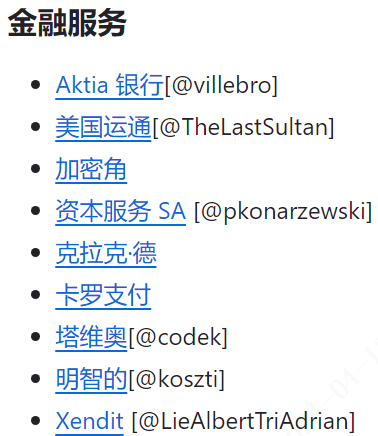 金融服务
Aktia 银行[@villebro]
美国运通[@TheLastSultan]
加密角
资本服务 SA [@pkonarzewski]
克拉克·德
卡罗支付
塔维奥[@codek]
明智的[@koszti]
Xendit [@LieAlbertTriAdrian]